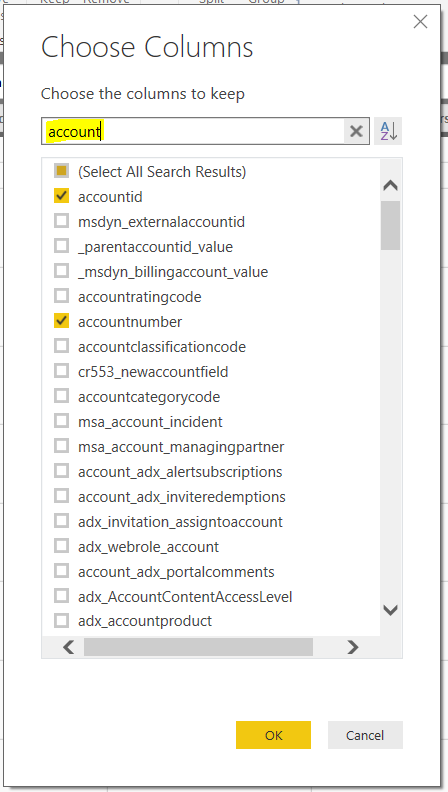 Keep Remove Split Group
Choose Columns
Choose the columns to keep
account
A
Z
(Select All Search Results)
accountid
msdyn_externalaccountid
_parentaccountid_value
_msdyn_billingaccount_value
accountratingcode
accountnumber
accountclassificationcode
cr553_newaccountfield
accountcategorycode
msa_account_incident
msa_account_managingpartner
account_adx_alertsubscriptions
account_adx_inviteredemptions
adx_invitation_assigntoaccount
adx_webrole_account
account_adx_portalcomments
adx_AccountContentAccessLevel
adx_accountproduct
OK Cancel